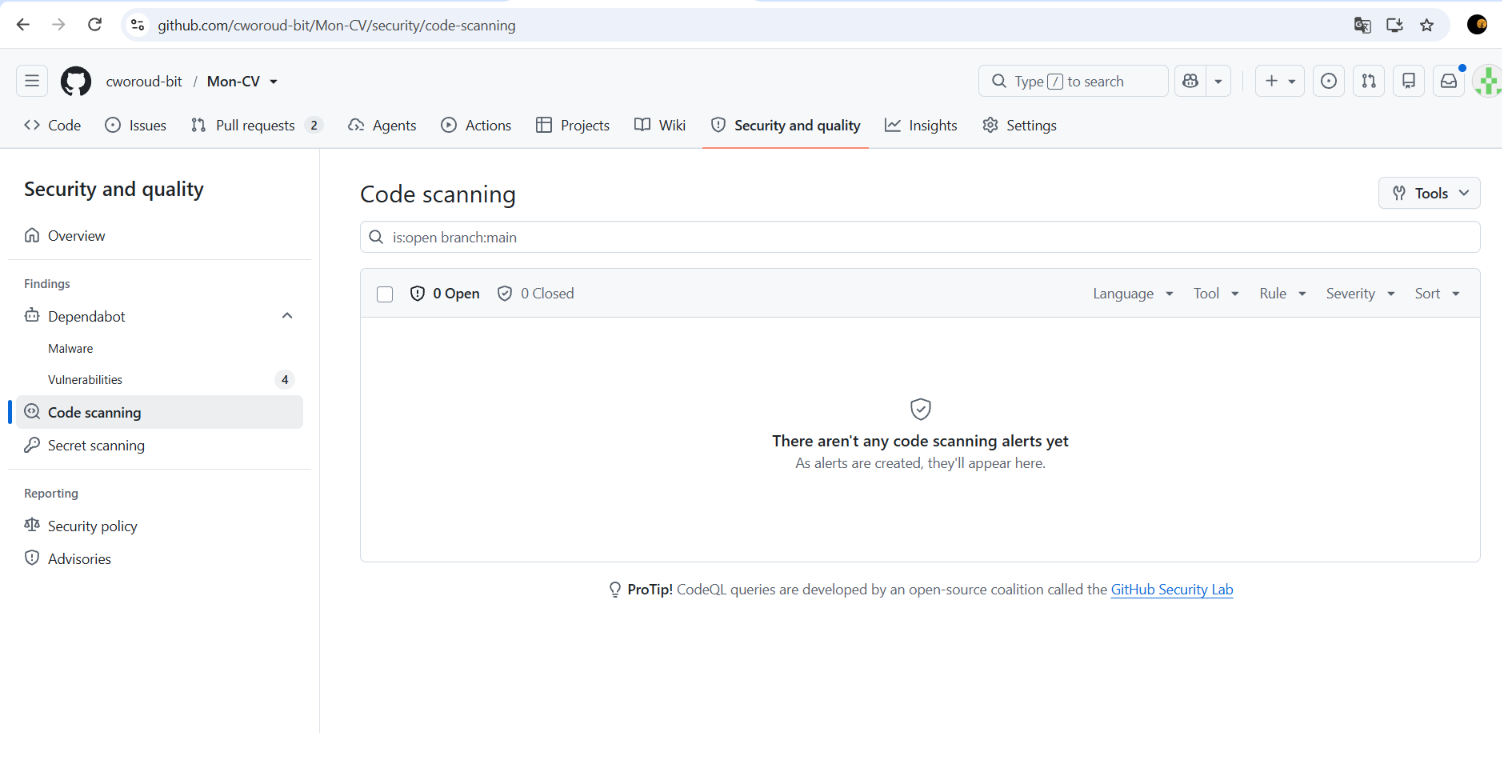 github.com/cworoud-bit/Mon-CV/security/code-scanning
cworoud-bit / Mon-CV
Type / to search
Code Issues Pull requests 2 Agents Actions Projects Wiki Security and quality Insights Settings
Security and quality
Overview
Findings
Dependabot
Malware
Vulnerabilities 4
Code scanning
Secret scanning
Reporting
Security policy
Advisories
Code scanning
Tools
is:open branch:main
0 Open 0 Closed Language Tool Rule Severity Sort
There aren't any code scanning alerts yet
As alerts are created, they'll appear here.
ProTip! CodeQL queries are developed by an open-source coalition called the GitHub Security Lab